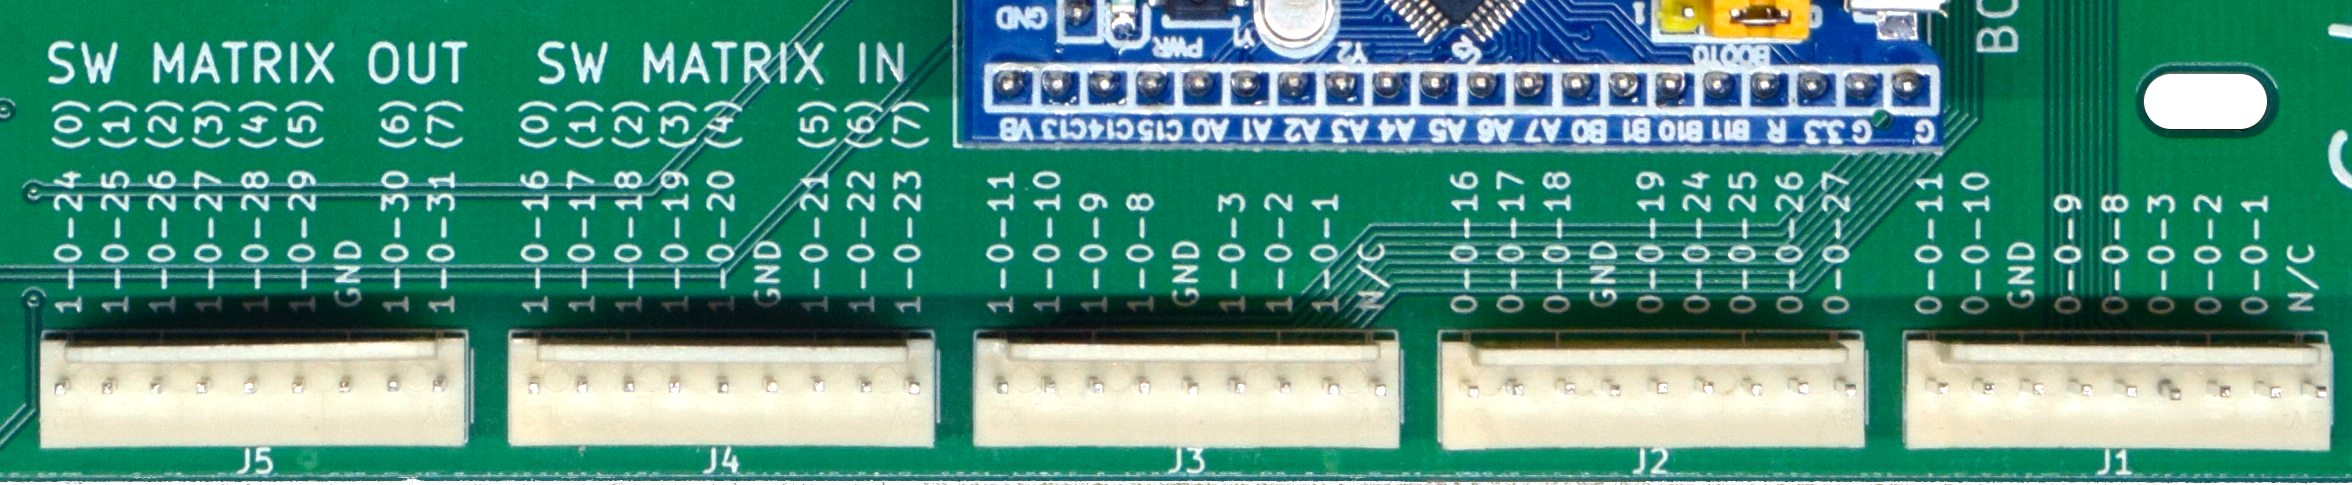 GND
PWR
Y1
Y2
1
BOOT0
0
BO
SW MATRIX OUT
SW MATRIX IN
(0) (1) (2) (3) (4) (5) (6) (7)
(0) (1) (2) (3) (4) (5) (6) (7)
VB C13 C14 C15 A0 A1 A2 A3 A4 A5 A6 A7 B0 B1 B10 B11 R 3.3 G G
1-0-24 1-0-25 1-0-26 1-0-27 1-0-28 1-0-29 GND 1-0-30 1-0-31
1-0-16 1-0-17 1-0-18 1-0-19 1-0-20 GND 1-0-21 1-0-22 1-0-23
1-0-11 1-0-10 1-0-9 1-0-8 GND 1-0-3 1-0-2 1-0-1 N/C
0-0-16 0-0-17 0-0-18 GND 0-0-19 0-0-24 0-0-25 0-0-26 0-0-27
0-0-11 0-0-10 GND 0-0-9 0-0-8 0-0-3 0-0-2 0-0-1 N/C
J5 J4 J3 J2 J1